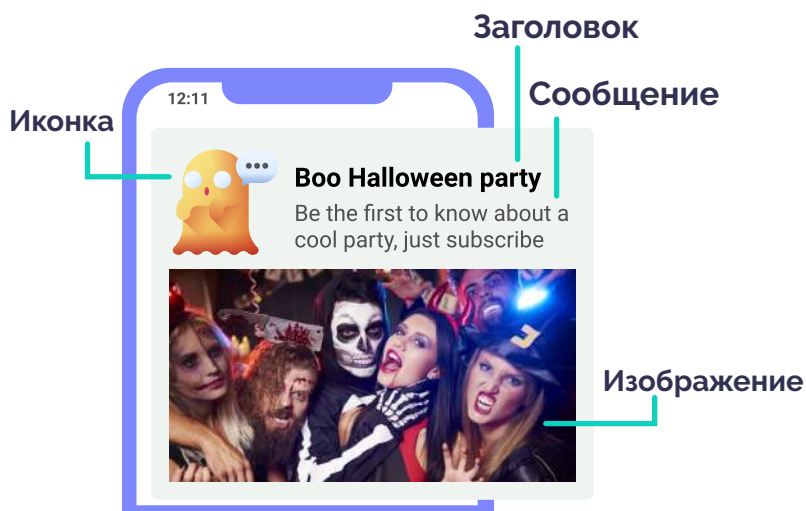 Заголовок
Сообщение
12:11
Иконка
Boo Halloween party
Be the first to know about a
cool party, just subscribe
Изображение